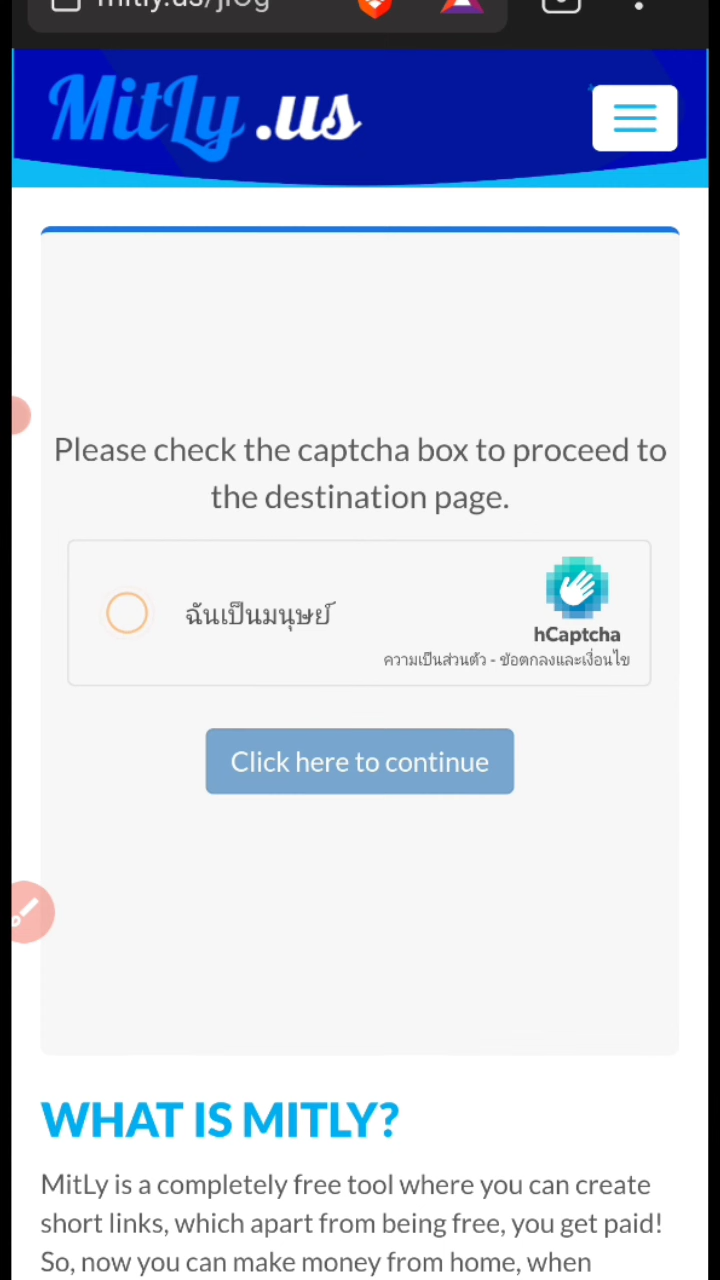 MitLy.us
Please check the captcha box to proceed to
the destination page.
ฉันเป็นมนุษย์
hCaptcha
ความเป็นส่วนตัว - ข้อตกลงและเงื่อนไข
Click here to continue
WHAT IS MITLY?
MitLy is a completely free tool where you can create
short links, which apart from being free, you get paid!
So, now you can make money from home, when